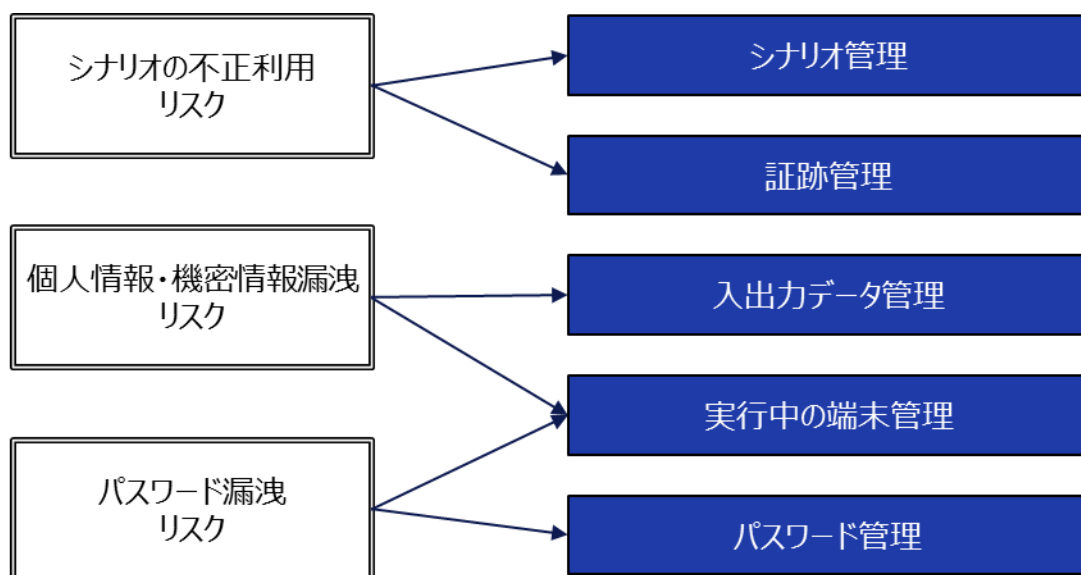 シナリオの不正利用
リスク
シナリオ管理
証跡管理
個人情報・機密情報漏洩
リスク
入出力データ管理
実行中の端末管理
パスワード漏洩
リスク
パスワード管理